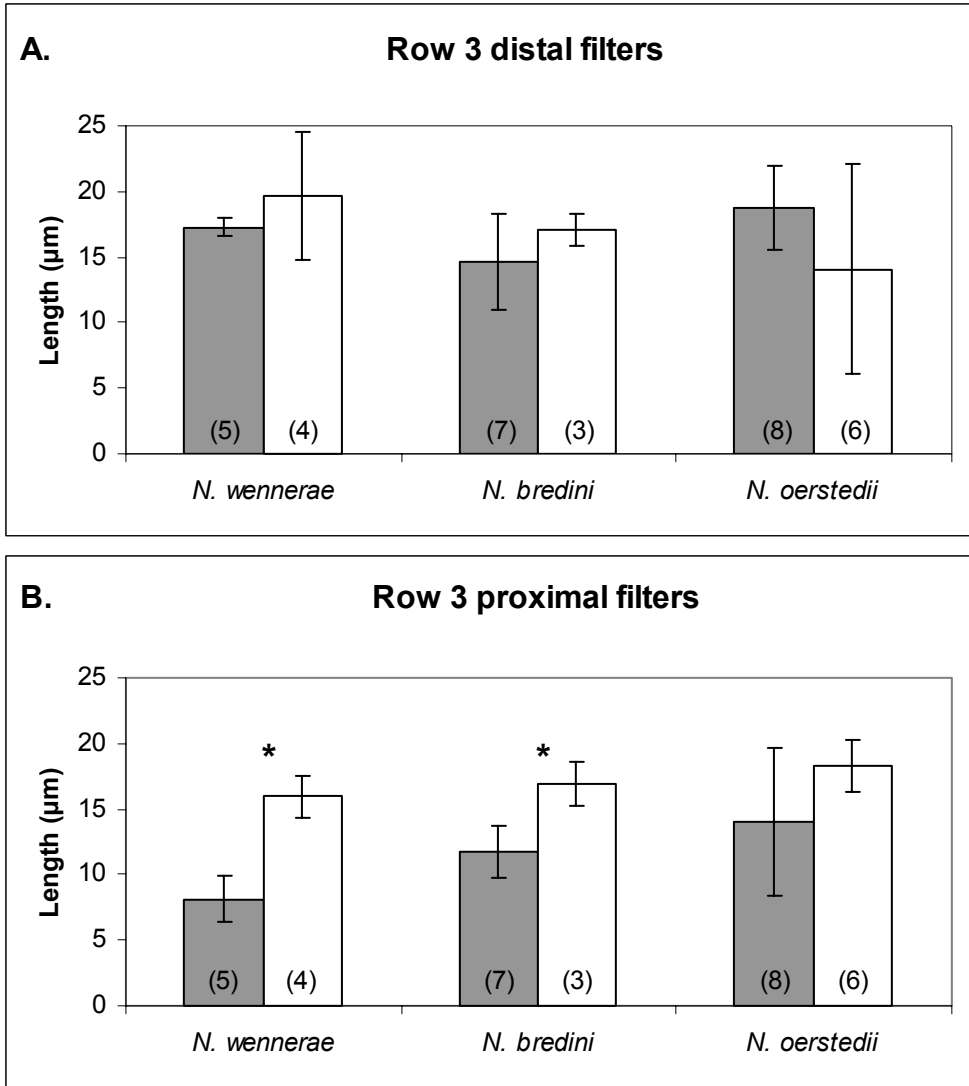 A. Row 3 distal filters
25
20
15
10
5
0
Length (µm)
(5) (4) (7) (3) (8) (6)
N. wennerae N. bredini N. oerstedii
B. Row 3 proximal filters
25
20
15
10
5
0
Length (µm)
* *
(5) (4) (7) (3) (8) (6)
N. wennerae N. bredini N. oerstedii